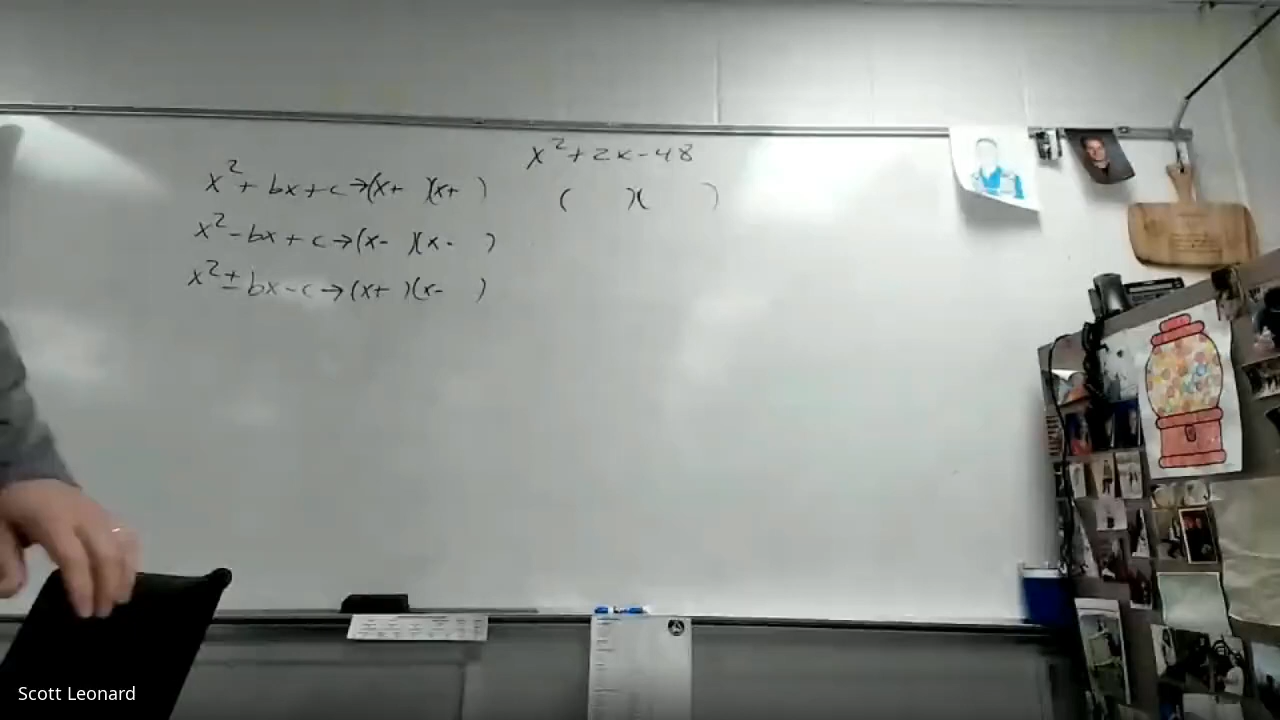 x² + bx + c → (x+ )(x+ )
x² - bx + c → (x- )(x- )
x² ± bx - c → (x+ )(x- )
x² + 2x - 48
( )( )
Scott Leonard